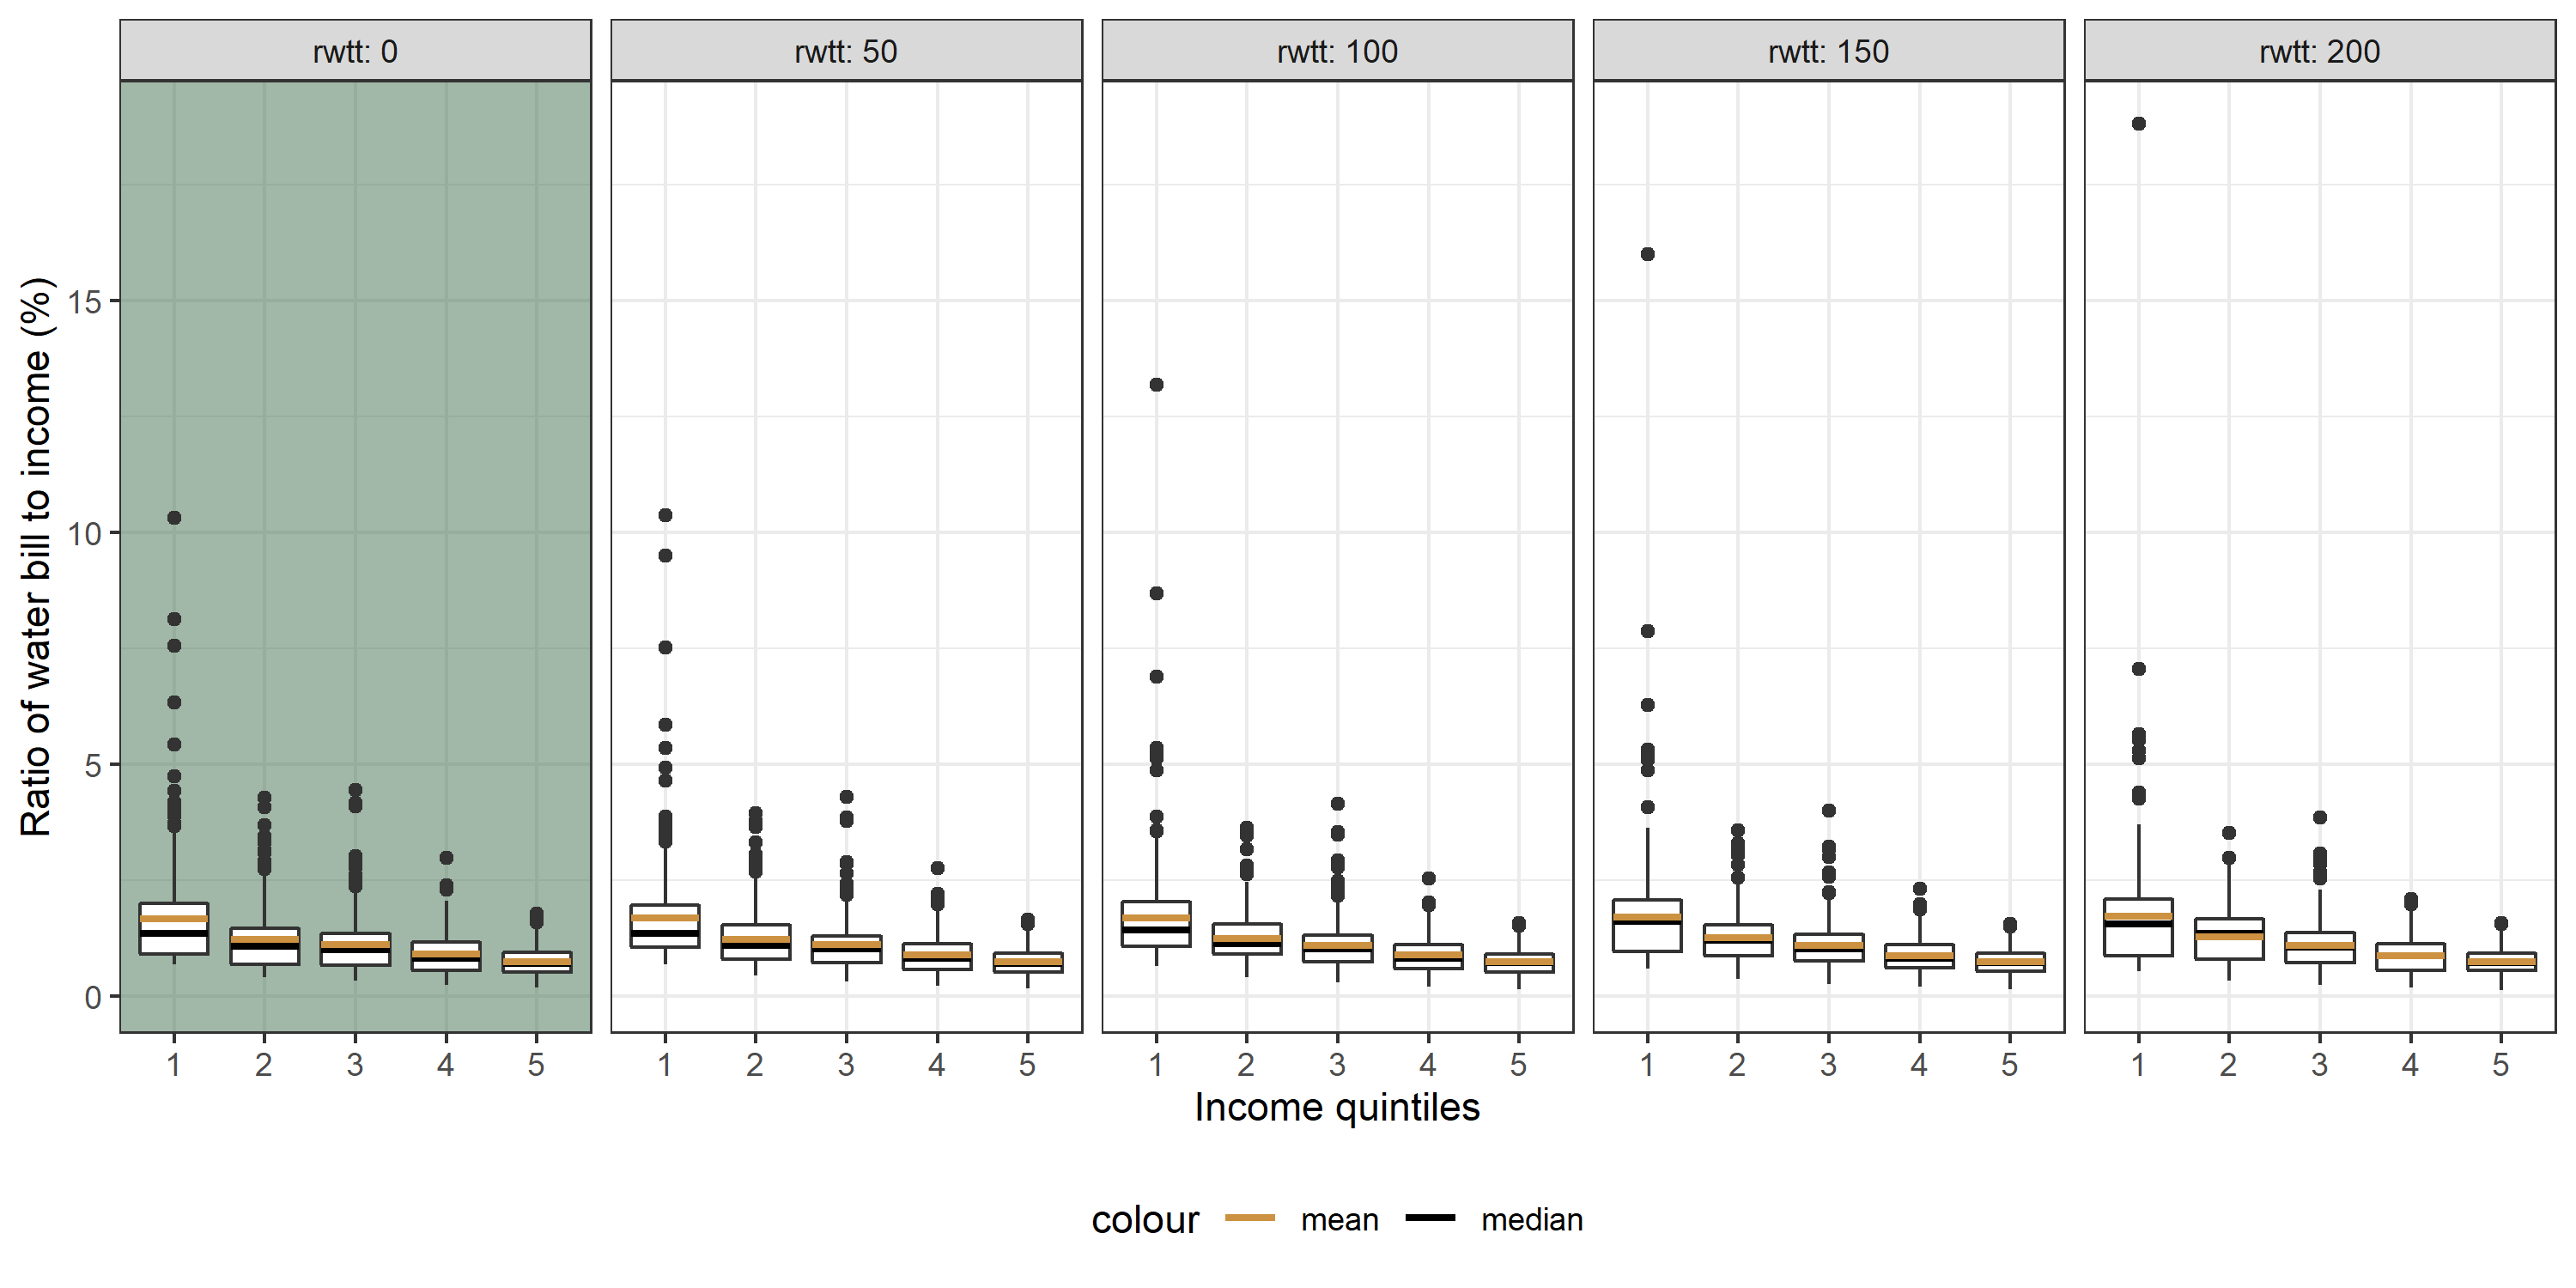 rwtt: 0 rwtt: 50 rwtt: 100 rwtt: 150 rwtt: 200
Ratio of water bill to income (%)
15
10
5
0
1 2 3 4 5 1 2 3 4 5 1 2 3 4 5 1 2 3 4 5 1 2 3 4 5
Income quintiles
colour mean median